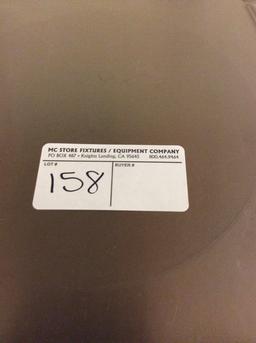 MC STORE FIXTURES / EQUIPMENT COMPANY
PO BOX 487 • Knights Landing, CA 95645 800.464.9464
LOT # BUYER #
158